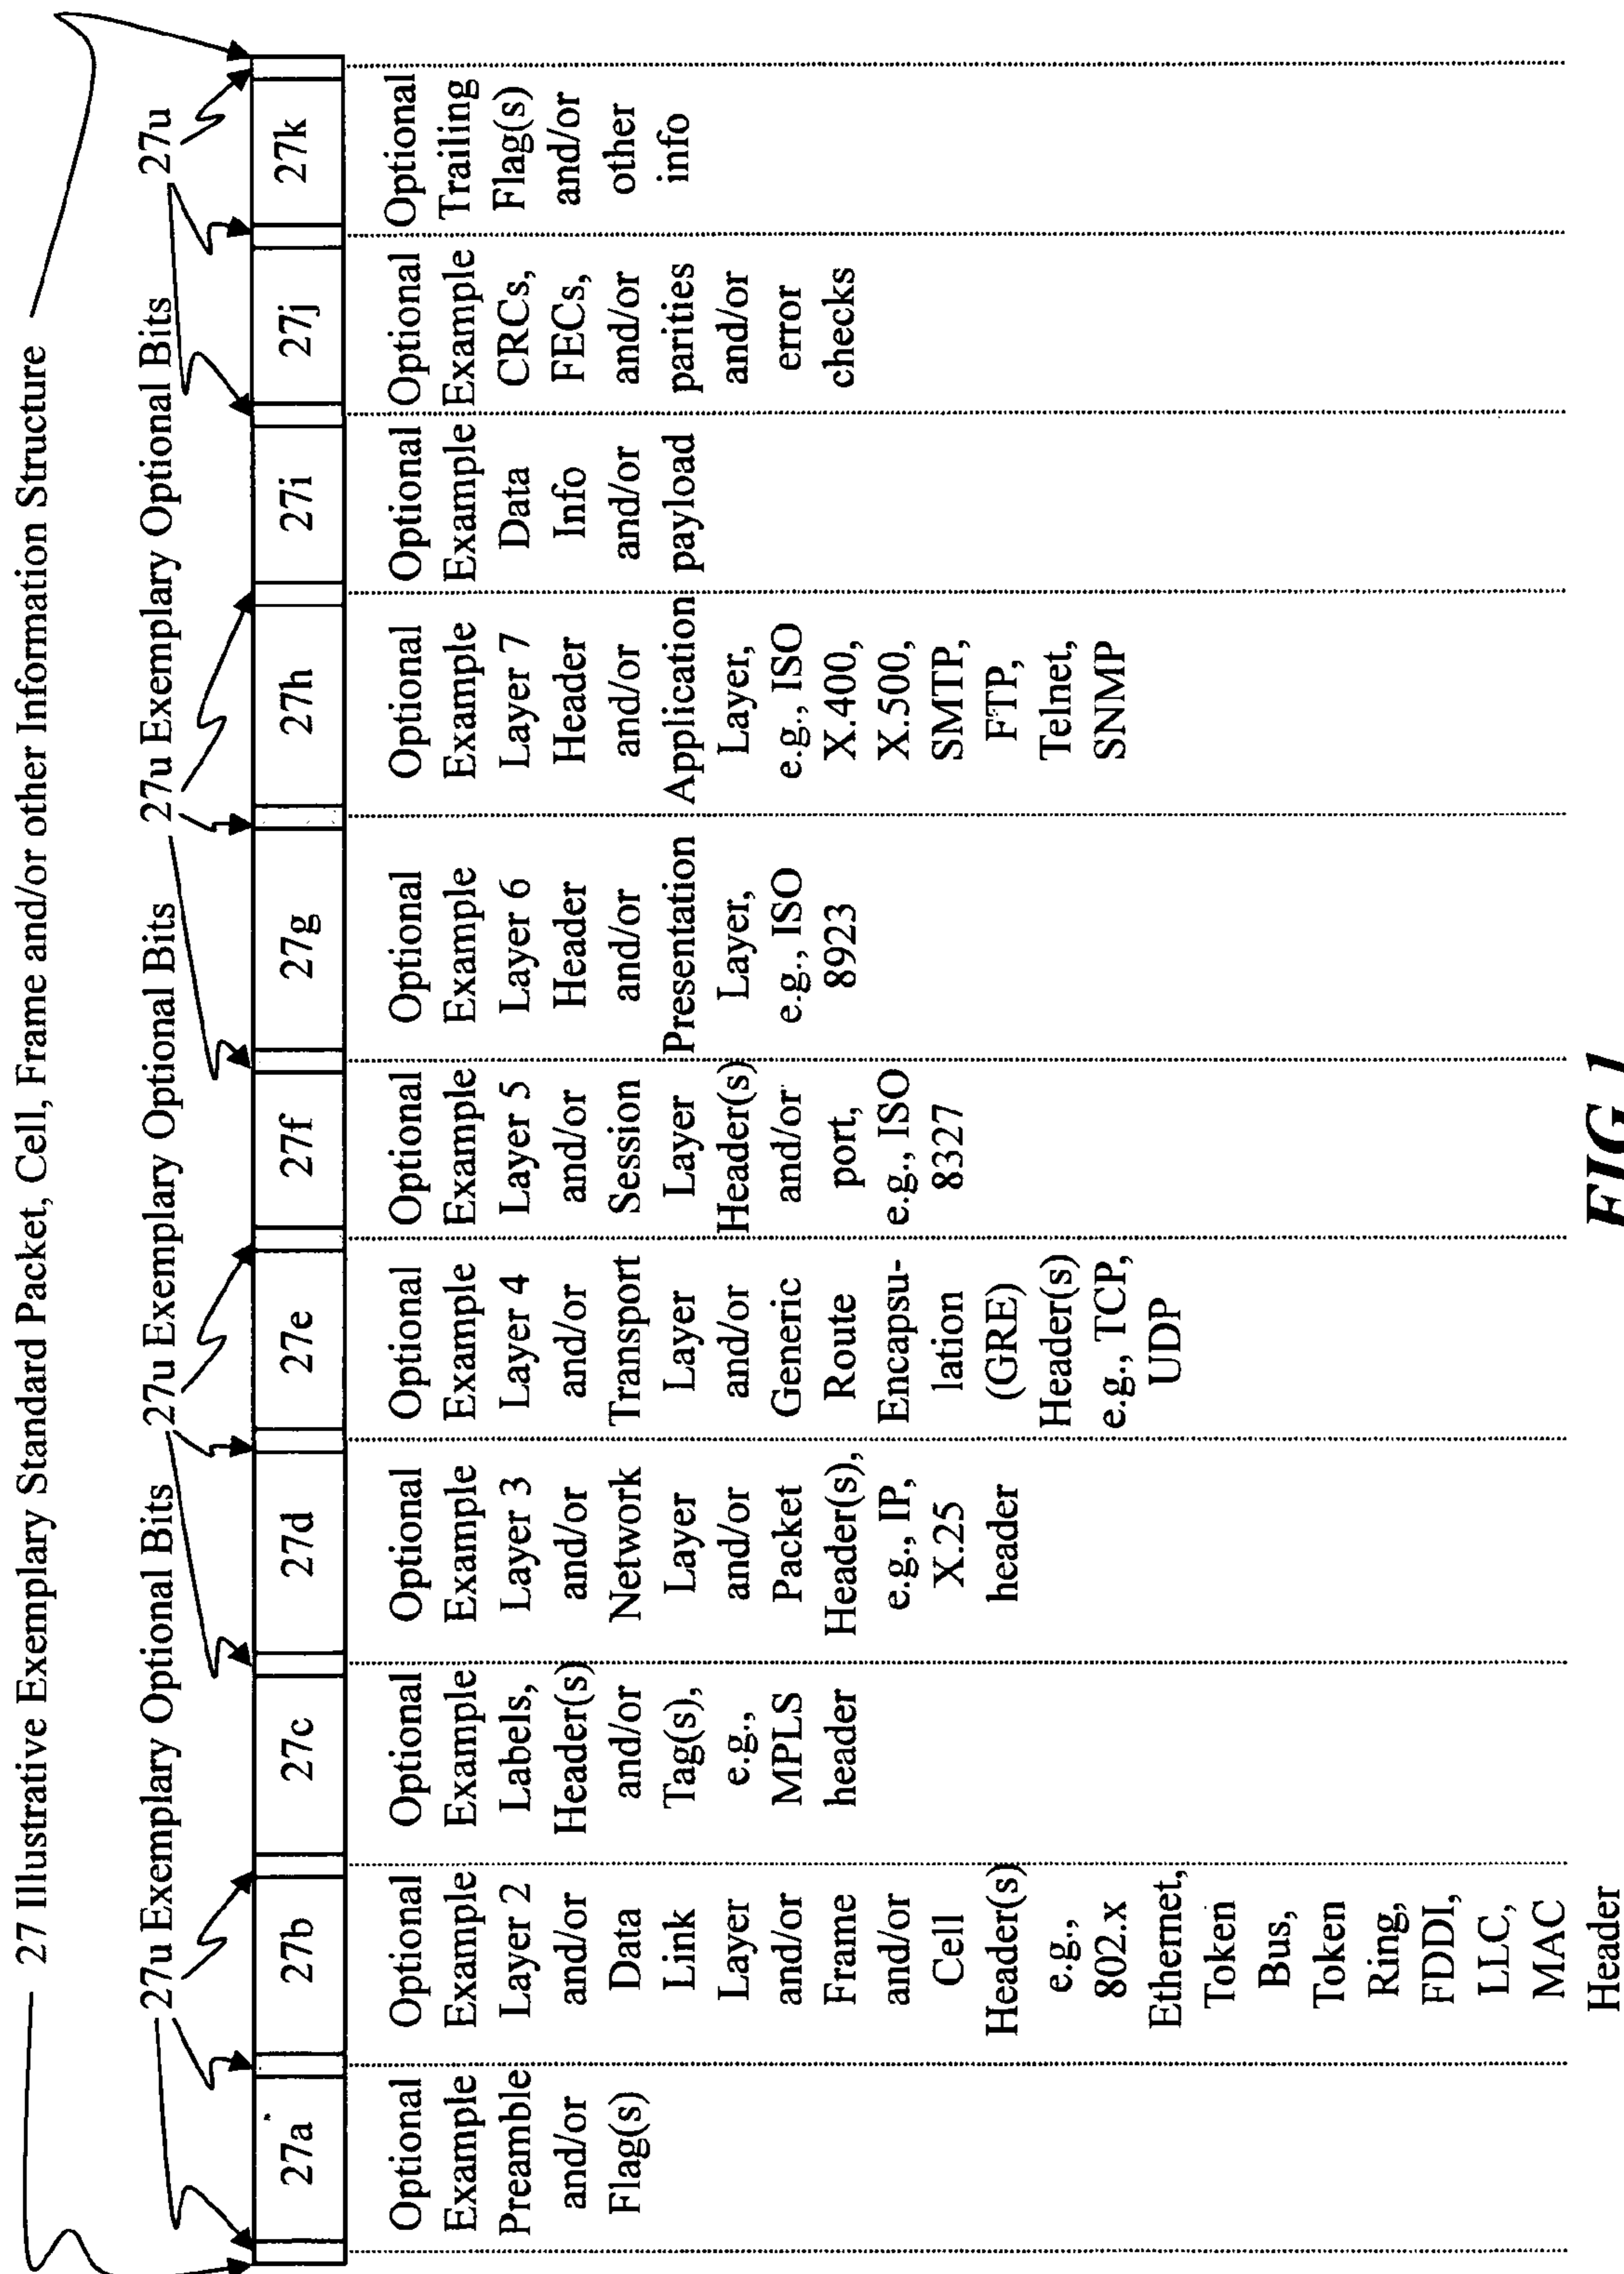 27 Illustrative Exemplary Standard Packet, Cell, Frame and/or other Information Structure
27u Exemplary Optional Bits
27u Exemplary Optional Bits
27u Exemplary Optional Bits
27u Exemplary Optional Bits
27u
27a
27b
27c
27d
27e
27f
27g
27h
27i
27j
27k
Optional
Example
Preamble
and/or
Flag(s)
Optional
Example
Layer 2
and/or
Data
Link
Layer
and/or
Frame
and/or
Cell
Header(s)
e.g.,
802.x
Ethernet,
Token
Bus,
Token
Ring,
FDDI,
LLC,
MAC
Header
Optional
Example
Labels,
Header(s)
and/or
Tag(s),
e.g.,
MPLS
header
Optional
Example
Layer 3
and/or
Network
Layer
and/or
Packet
Header(s),
e.g., IP,
X.25
header
Optional
Example
Layer 4
and/or
Transport
Layer
and/or
Generic
Route
Encapsu-
lation
(GRE)
Header(s)
e.g., TCP,
UDP
Optional
Example
Layer 5
and/or
Session
Layer
Header(s)
and/or
port,
e.g., ISO
8327
Optional
Example
Layer 6
Header
and/or
Presentation
Layer,
e.g., ISO
8923
Optional
Example
Layer 7
Header
and/or
Application
Layer,
e.g., ISO
X.400,
X.500,
SMTP,
FTP,
Telnet,
SNMP
Optional
Example
Data
Info
and/or
payload
Optional
Example
CRCs,
FECs,
and/or
parities
and/or
error
checks
Optional
Trailing
Flag(s)
and/or
other
info
FIG 1